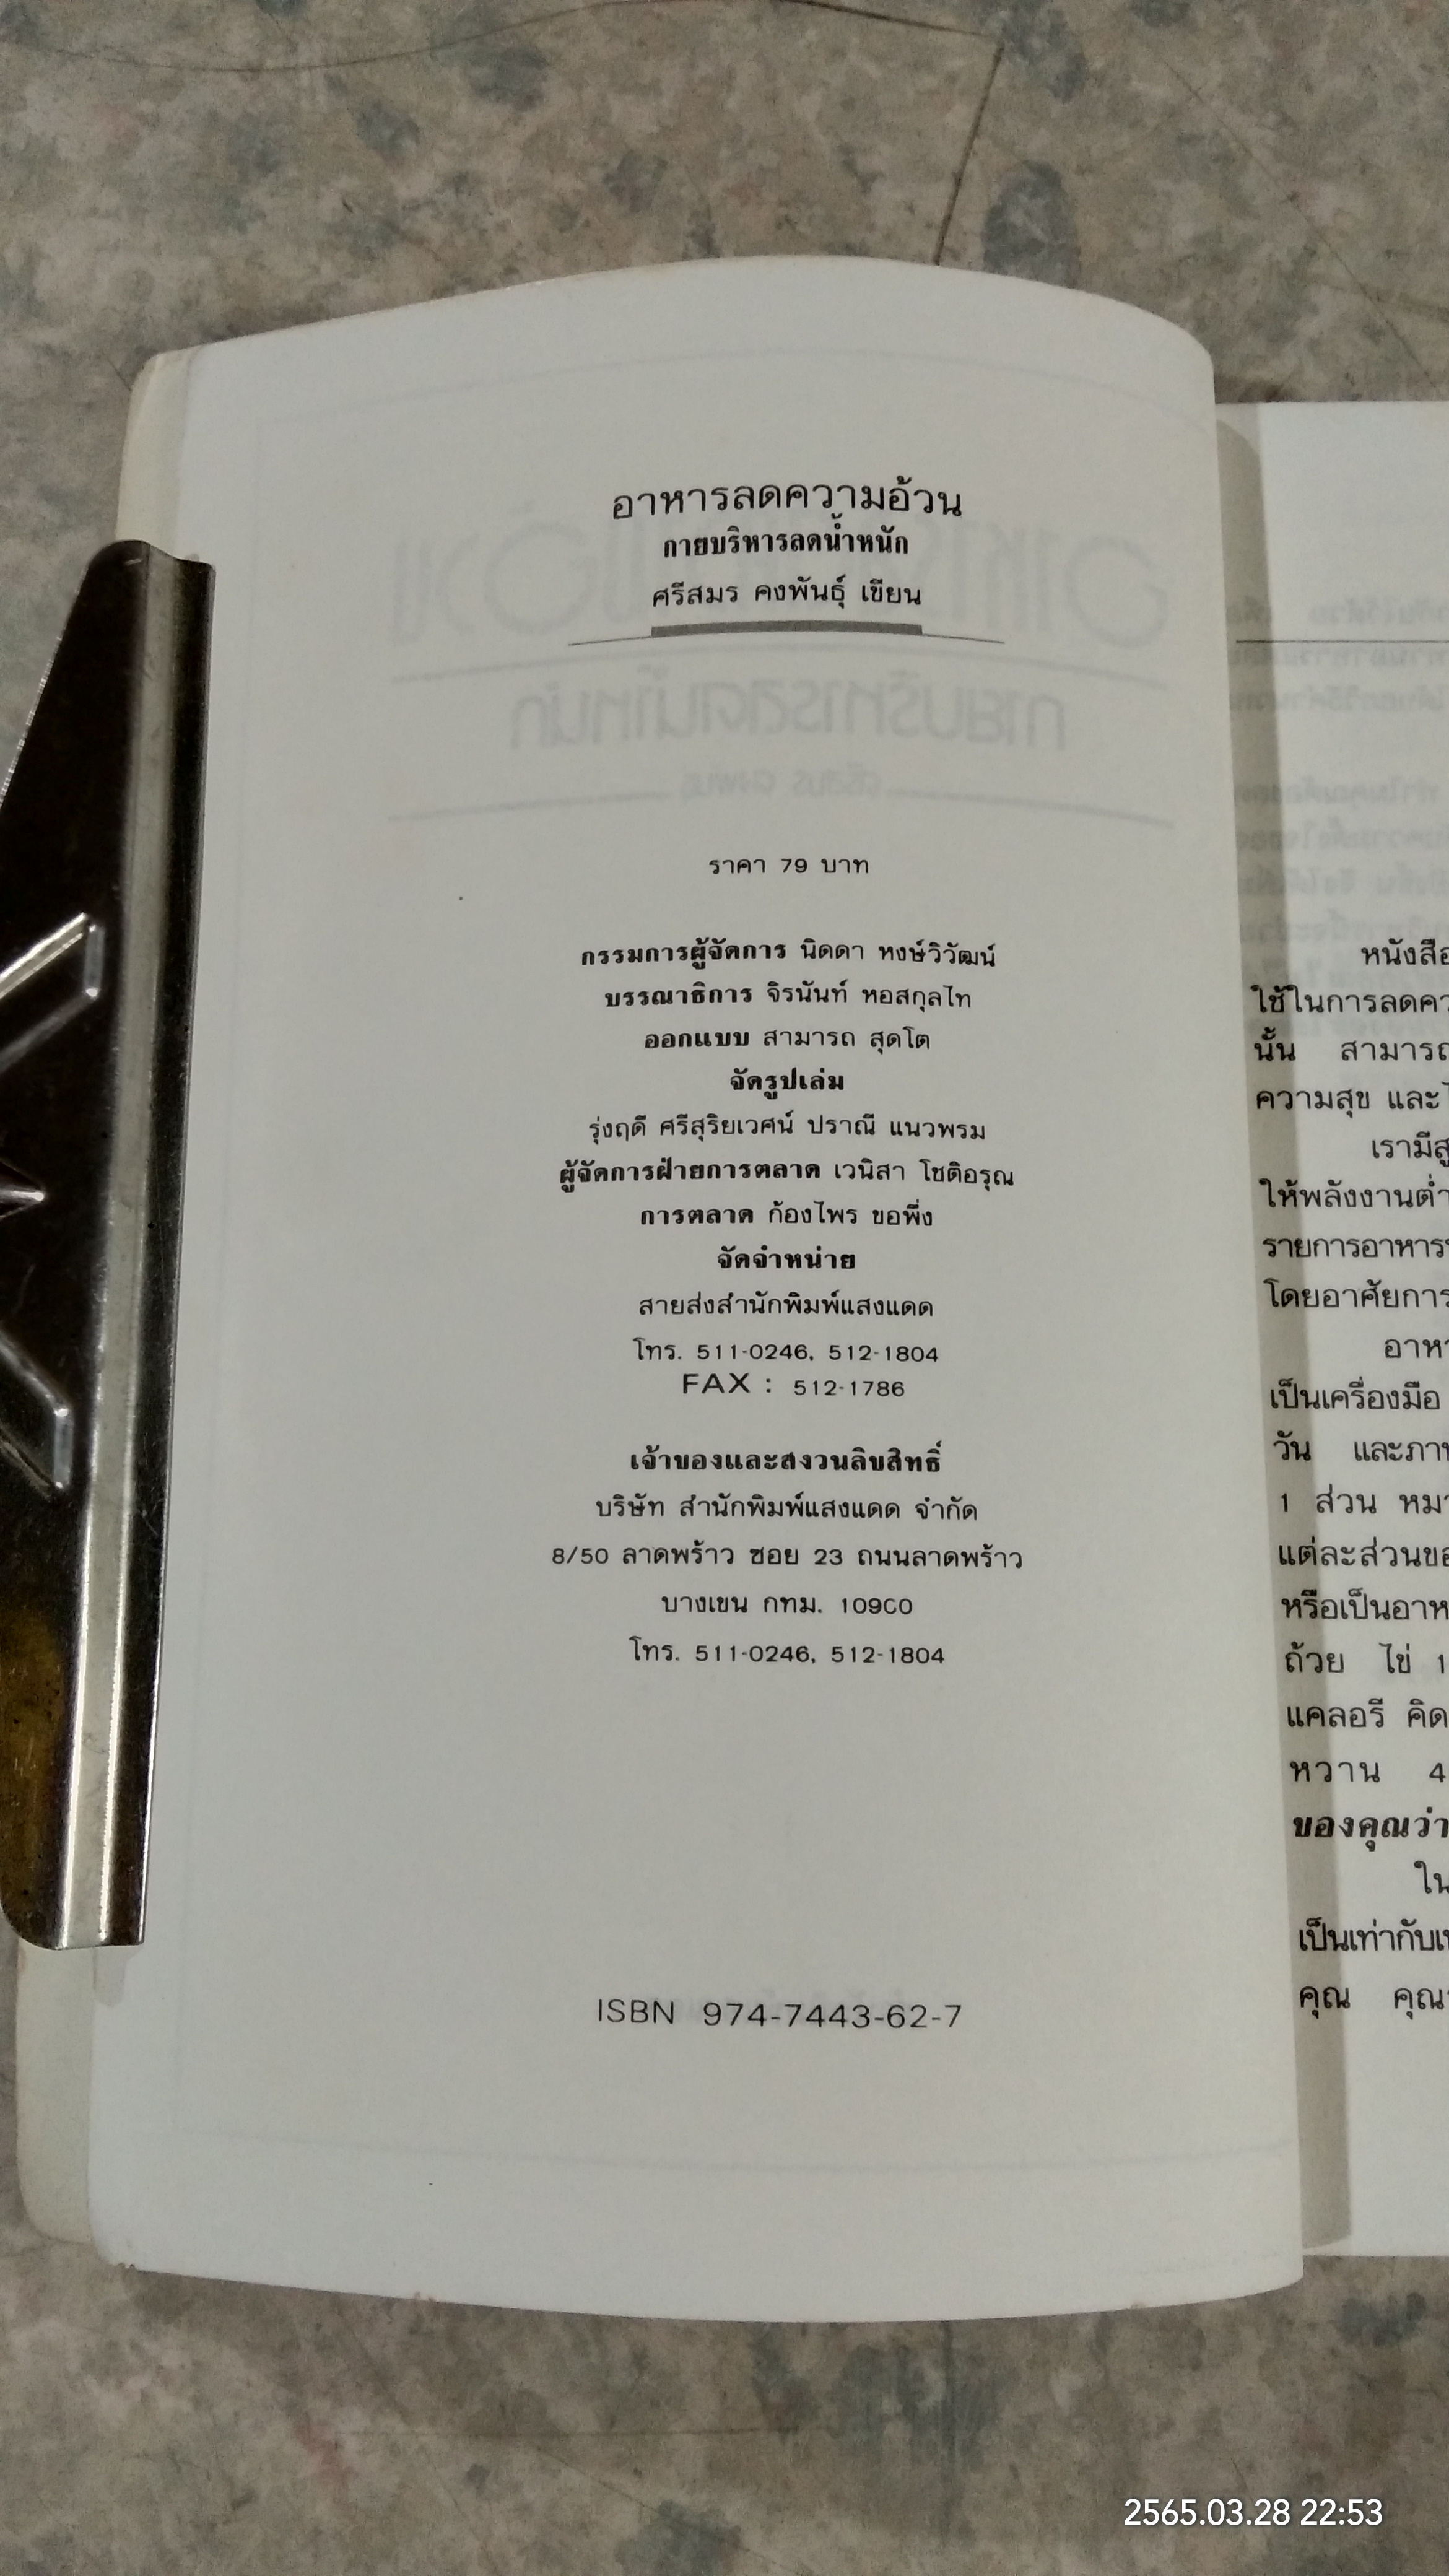 อาหารลดความอ้วน
กายบริหารลดน้ำหนัก
ศรีสมร คงพันธุ์ เขียน
ราคา 79 บาท
กรรมการผู้จัดการ นิดดา หงษ์วิวัฒน์
บรรณาธิการ จิรนันท์ หอสกุลไท
ออกแบบ สามารถ สุดโต
จัดรูปเล่ม
รุ่งฤดี ศรีสุริยเวศน์ ปราณี แนวพรม
ผู้จัดการฝ่ายการตลาด เวนิสา โชติอรุณ
การตลาด ก้องไพร ขอพึ่ง
จัดจำหน่าย
สายส่งสำนักพิมพ์แสงแดด
โทร. 511-0246, 512-1804
FAX : 512-1786
เจ้าของและสงวนลิขสิทธิ์
บริษัท สำนักพิมพ์แสงแดด จำกัด
8/50 ลาดพร้าว ซอย 23 ถนนลาดพร้าว
บางเขน กทม. 10900
โทร. 511-0246, 512-1804
ISBN 974-7443-62-7
หนังสือ
ใช้ในการลดคว
นั้น สามารถ
ความสุข และ
เรามีสู
ให้พลังงานต่ำ
รายการอาหาร
โดยอาศัยการ
อาหา
เป็นเครื่องมือ
วัน และภา
1 ส่วน หมา
แต่ละส่วนขอ
หรือเป็นอาห
ถ้วย ไข่ 1
แคลอรี คิด
หวาน 4
ของคุณว่า
ใน
เป็นเท่ากับ
คุณ คุณ
2565.03.28 22:53